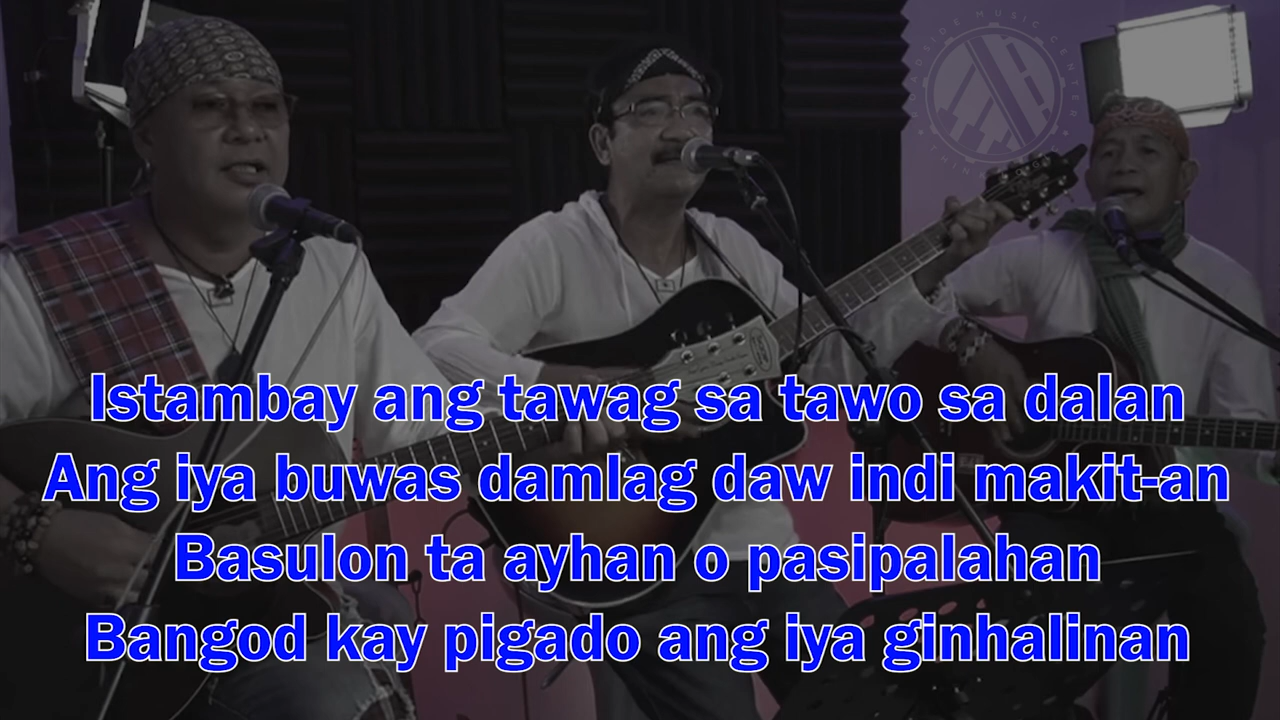 Istambay ang tawag sa tawo sa dalan
Ang iya buwas damlag daw indi makit-an
Basulon ta ayhan o pasipalahan
Bangod kay pigado ang iya ginhalinan